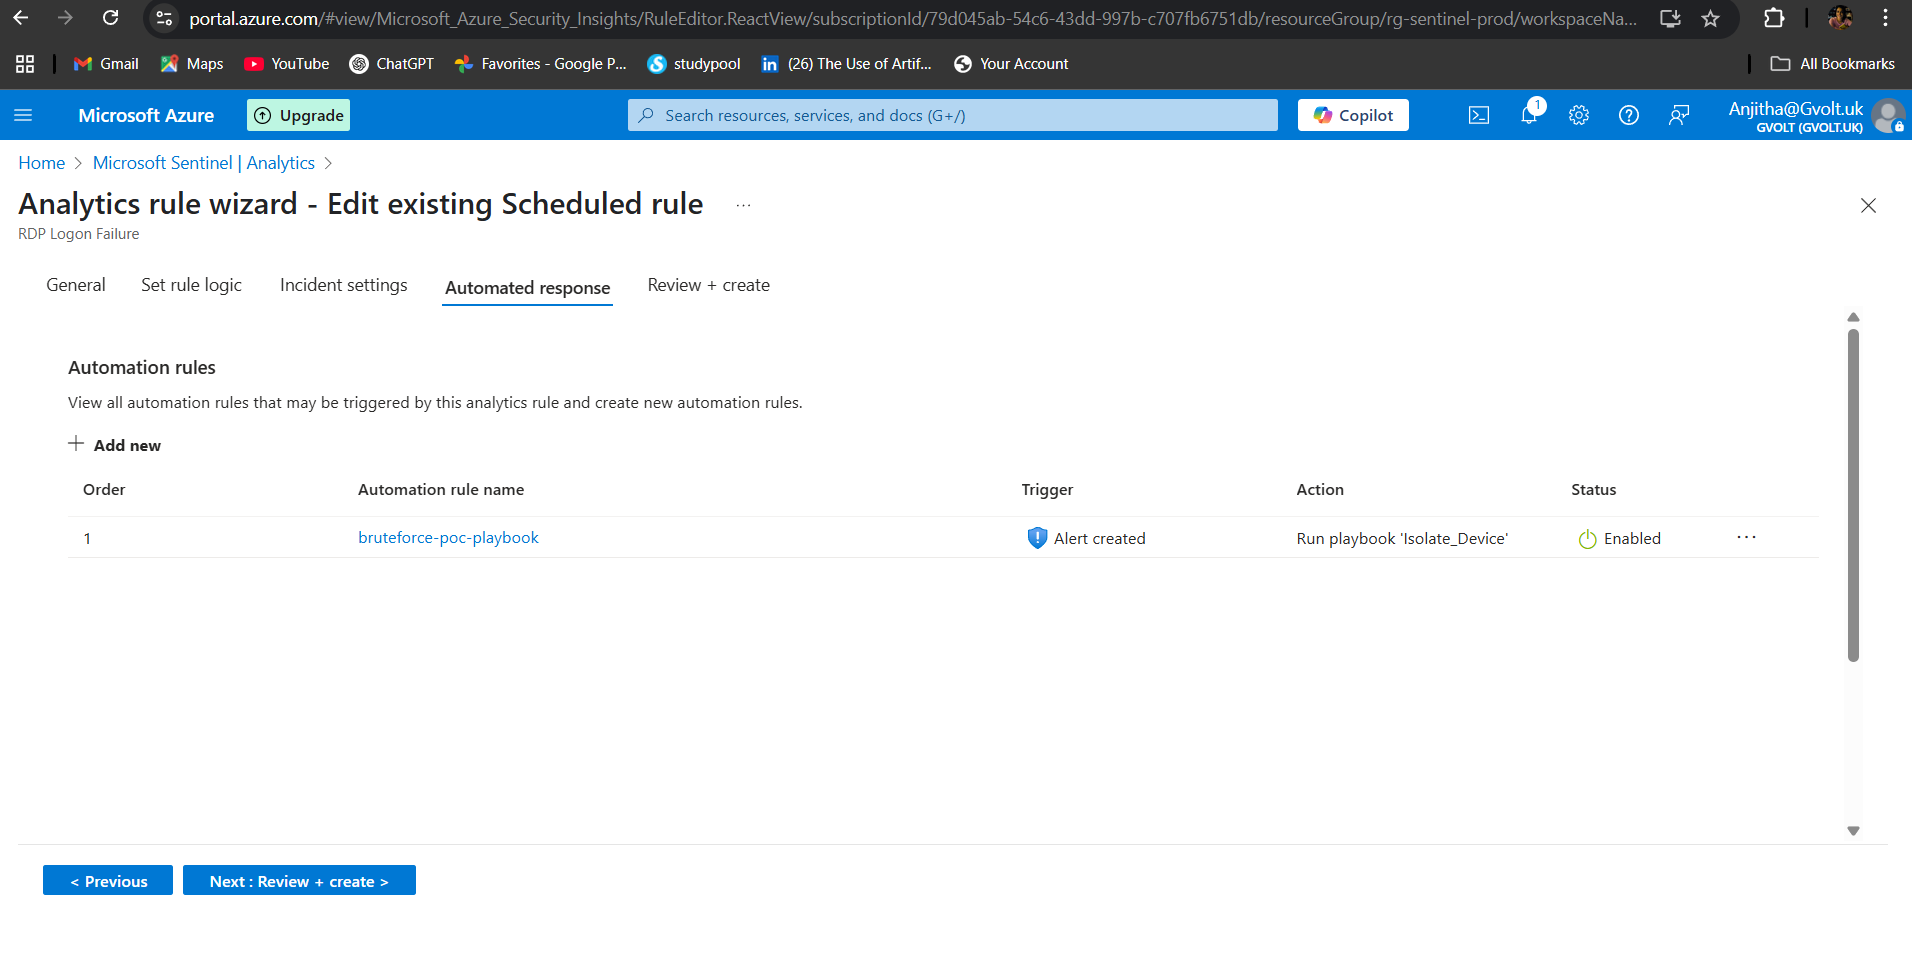 portal.azure.com/#view/Microsoft_Azure_Security_Insights/RuleEditor.ReactView/subscriptionId/79d045ab-54c6-43dd-997b-c707fb6751db/resourceGroup/rg-sentinel-prod/workspaceNa...
Gmail Maps YouTube ChatGPT Favorites - Google P... studypool (26) The Use of Artif... Your Account All Bookmarks
Microsoft Azure Upgrade Search resources, services, and docs (G+/) Copilot 1 Anjitha@Gvolt.uk
GVOLT (GVOLT.UK)
Home > Microsoft Sentinel | Analytics >
Analytics rule wizard - Edit existing Scheduled rule ...
RDP Logon Failure
General Set rule logic Incident settings Automated response Review + create
Automation rules
View all automation rules that may be triggered by this analytics rule and create new automation rules.
+ Add new
Order Automation rule name Trigger Action Status
1 bruteforce-poc-playbook Alert created Run playbook 'Isolate_Device' Enabled ...
< Previous Next : Review + create >